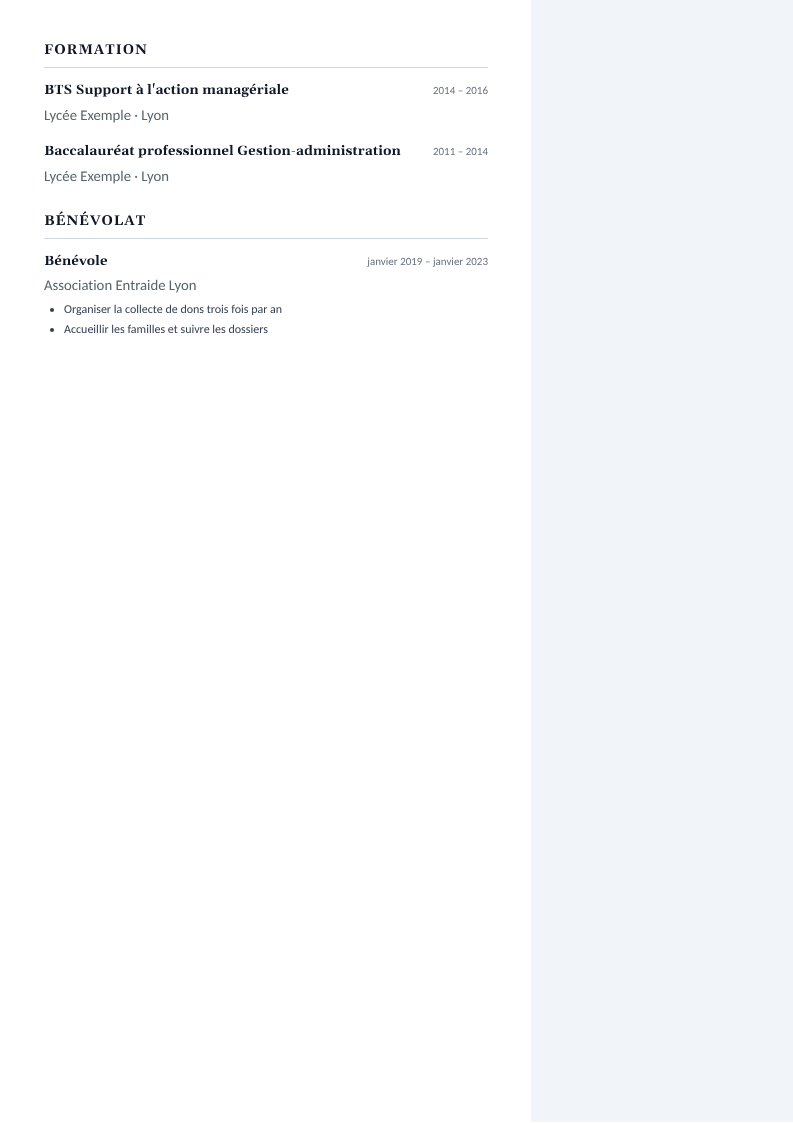 FORMATION
BTS Support à l'action managériale 2014 – 2016
Lycée Exemple · Lyon
Baccalauréat professionnel Gestion-administration 2011 – 2014
Lycée Exemple · Lyon
BÉNÉVOLAT
Bénévole janvier 2019 – janvier 2023
Association Entraide Lyon
• Organiser la collecte de dons trois fois par an
• Accueillir les familles et suivre les dossiers